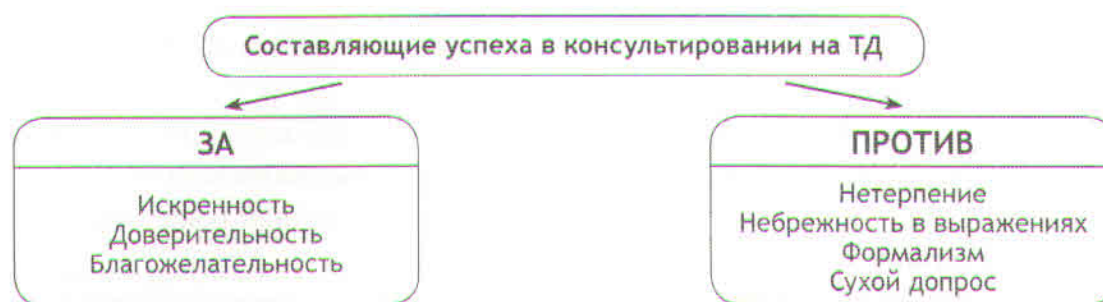 Составляющие успеха в консультировании на ТД
ЗА
Искренность
Доверительность
Благожелательность
ПРОТИВ
Нетерпение
Небрежность в выражениях
Формализм
Сухой допрос